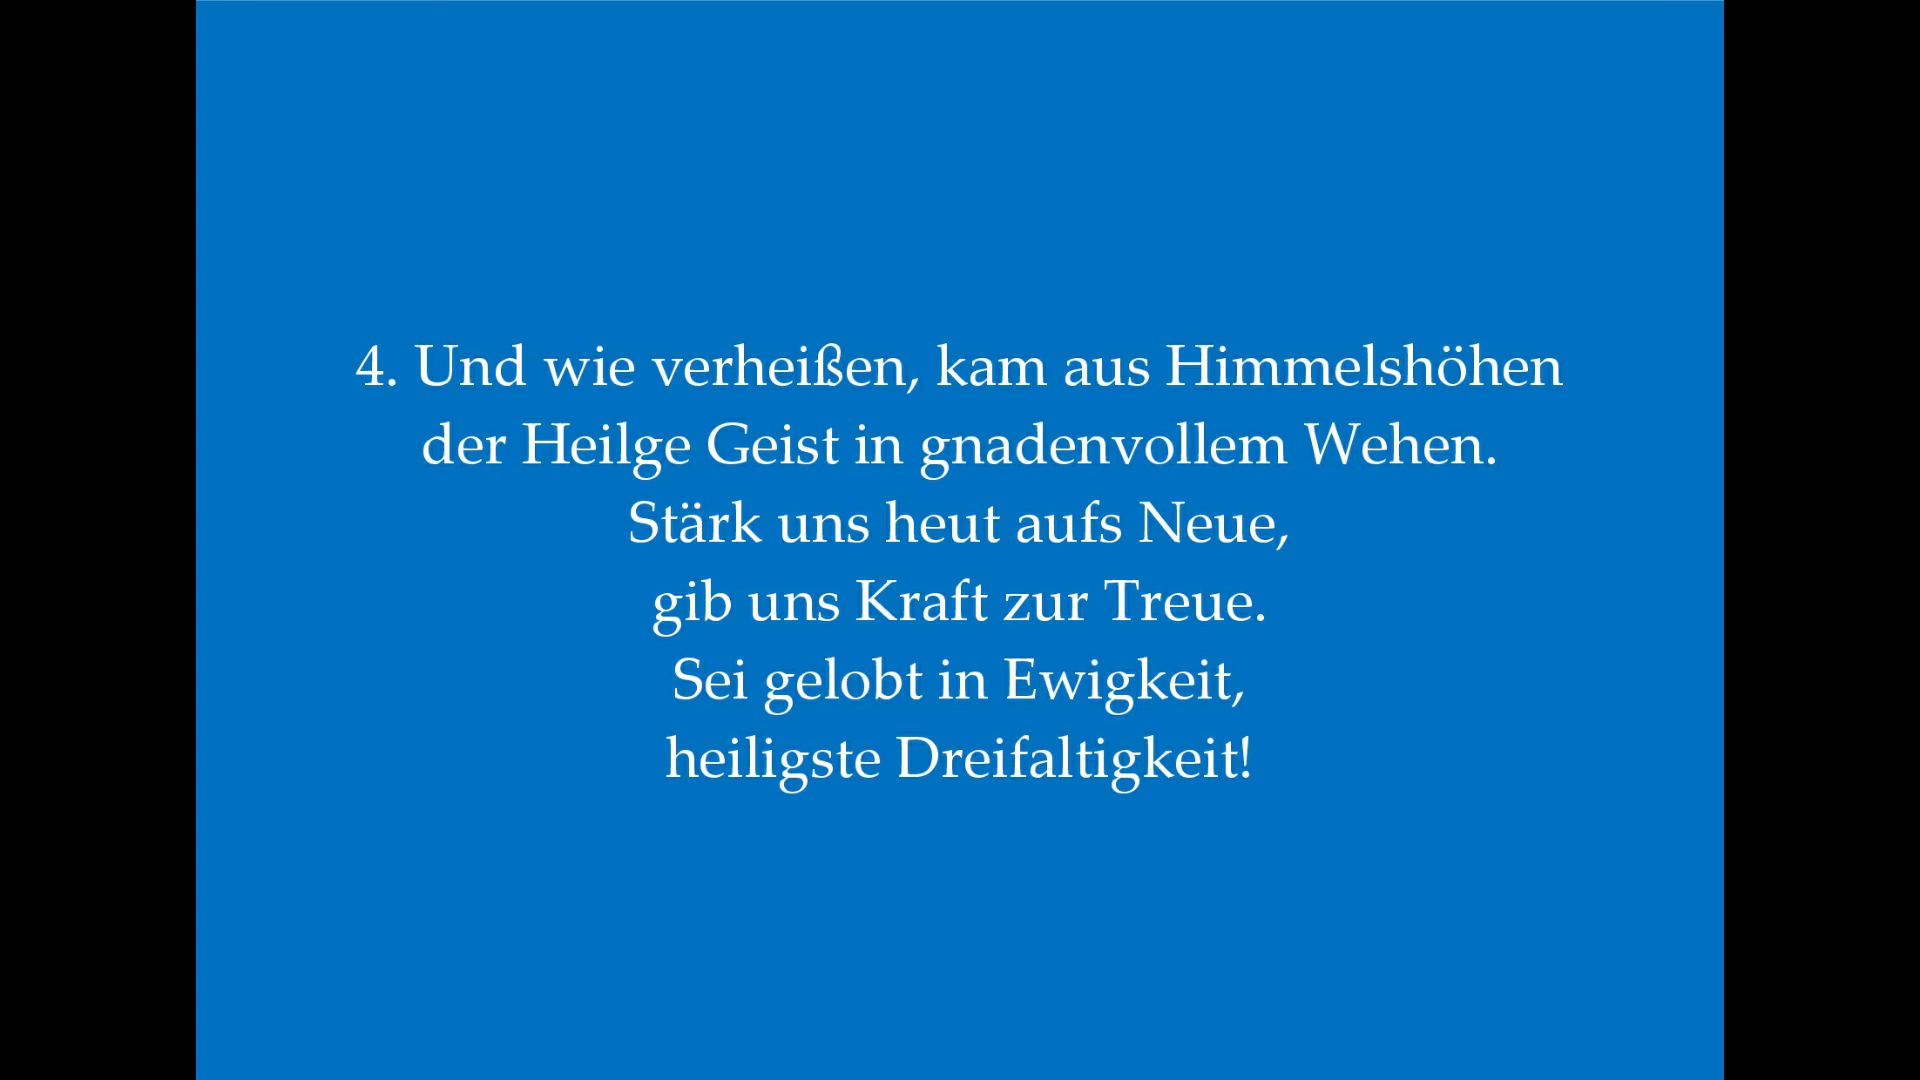 4. Und wie verheißen, kam aus Himmelshöhen
der Heilge Geist in gnadenvollem Wehen.
Stärk uns heut aufs Neue,
gib uns Kraft zur Treue.
Sei gelobt in Ewigkeit,
heiligste Dreifaltigkeit!